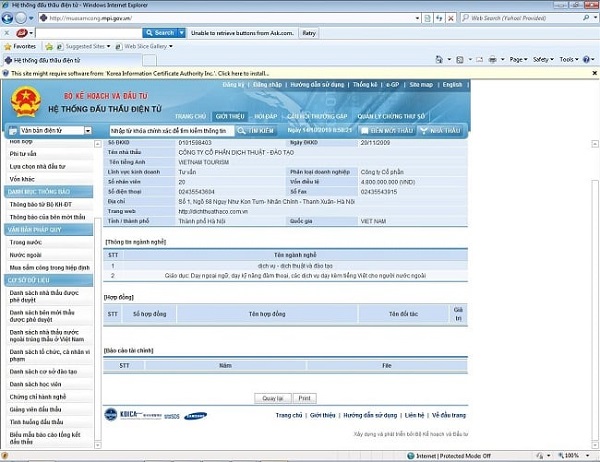 Hệ thống đấu thầu điện tử - Windows Internet Explorer
http://muasamcong.mpi.gov.vn/
Web Search (Yahoo! Provided)
Ask
Search
Unable to retrieve buttons from Ask.com.
Retry
Favorites
Suggested Sites
Web Slice Gallery
Hệ thống đấu thầu điện tử
Page
Safety
Tools
This site might require software from: 'Korea Information Certificate Authority Inc.'. Click here to install...
Đăng ký | Đăng nhập | Hướng dẫn sử dụng | Thống kê | e-GP | Site map | English
BỘ KẾ HOẠCH VÀ ĐẦU TƯ
HỆ THỐNG ĐẤU THẦU ĐIỆN TỬ
TRANG CHỦ GIỚI THIỆU HỎI ĐÁP CÂU HỎI THƯỜNG GẶP QUẢN LÝ CHỨNG THƯ SỐ
Văn bản điện tử
Nhập từ khóa chính xác để tìm kiếm thông tin
TÌM KIẾM
BÊN MỜI THẦU
NHÀ THẦU
Hỗn hợp
Phi tư vấn
Lựa chọn nhà đầu tư
Vốn khác
DANH MỤC THÔNG BÁO
Thông báo từ Bộ KH-ĐT
Thông báo của bên mời thầu
VĂN BẢN PHÁP QUY
Trong nước
Nước ngoài
Mua sắm công trong hiệp định
CƠ SỞ DỮ LIỆU
Danh sách nhà thầu được
phê duyệt
Danh sách bên mời thầu
được phê duyệt
Danh sách nhà thầu nước
ngoài trúng thầu ở Việt Nam
Danh sách tổ chức, cá nhân vi
phạm
Danh sách cơ sở đào tạo
Danh sách học viên
Chứng chỉ hành nghề
Giảng viên đấu thầu
Tình huống đấu thầu
Biểu mẫu báo cáo tổng kết
đấu thầu
Số ĐKKD 0101598403 Ngày ĐKKD 20/11/2009
Tên nhà thầu CÔNG TY CỔ PHẦN DỊCH THUẬT - ĐÀO TẠO
Tên tiếng Anh VIETNAM TOURISM
Lĩnh vực kinh doanh Tư vấn Phân loại doanh nghiệp Công ty Cổ phần
Số nhân viên 20 Vốn điều lệ 4.000.000.000 (VND)
Số điện thoại 02435543604 Số Fax 02435543915
Địa chỉ Số 1, Ngõ 68 Ngụy Như Kon Tum- Nhân Chính - Thanh Xuân- Hà Nội
Trang web http://dichthuathaco.com.vn
Tỉnh / thành phố Thành phố Hà Nội Quốc gia VIET NAM
[Thông tin ngành nghề]
STT Tên ngành nghề
1 dịch vụ - dịch thuật và đào tạo
2 Giáo dục: Dạy ngoại ngữ, dạy kỹ năng đàm thoại, các dịch vụ dạy kèm tiếng Việt cho người nước ngoài
[Hợp đồng]
STT Số hợp đồng Tên hợp đồng Tên đối tác Giá
trị
[Báo cáo tài chính]
STT Năm File
Quay lại Print
KOICA
SDS
Trang chủ | Giới thiệu | Hướng dẫn sử dụng | Liên hệ | Về đầu trang
Xây dựng và phát triển bởi Bộ Kế hoạch và Đầu tư
Internet | Protected Mode: Off
100%